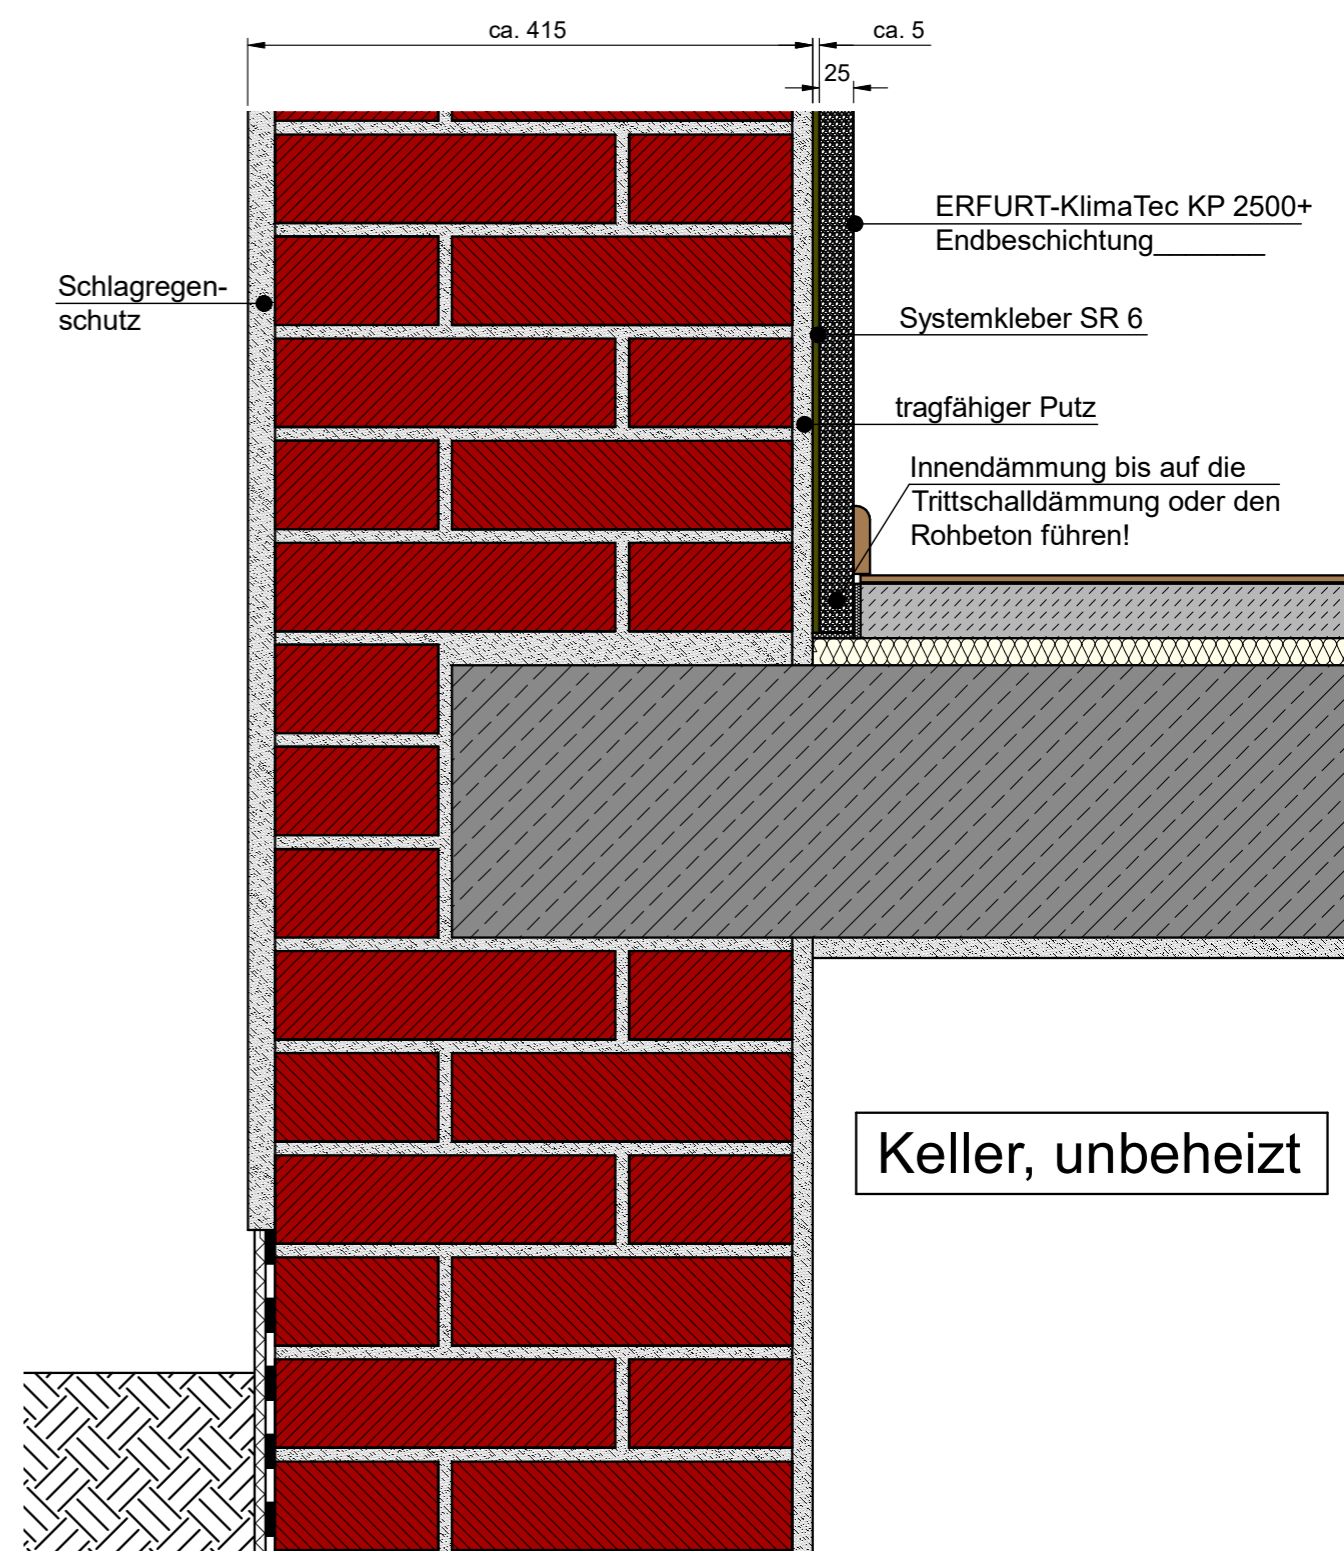 ca. 415
ca. 5
25
ERFURT-KlimaTec KP 2500+
Endbeschichtung_______
Schlagregen-
schutz
Systemkleber SR 6
tragfähiger Putz
Innendämmung bis auf die
Trittschalldämmung oder den
Rohbeton führen!
Keller, unbeheizt